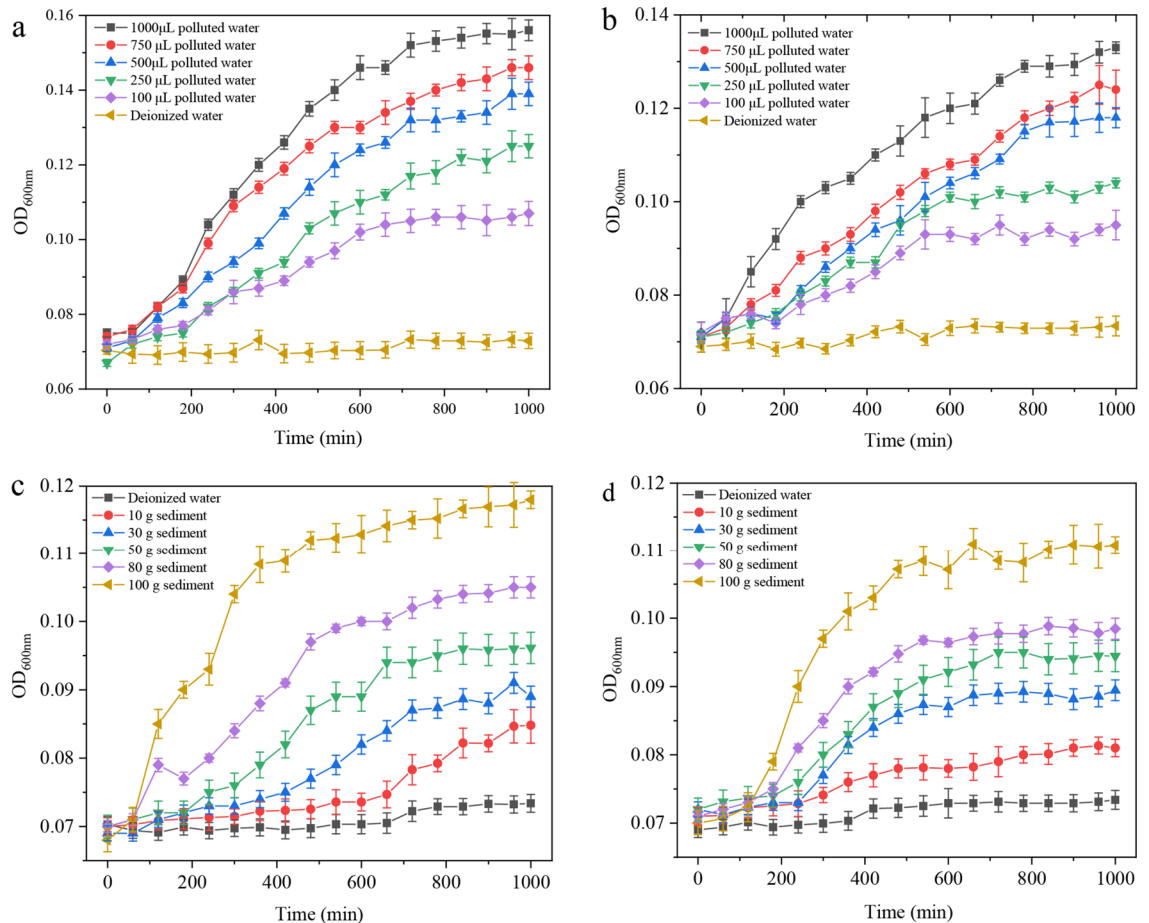 a
1000μL polluted water
750 μL polluted water
500μL polluted water
250 μL polluted water
100 μL polluted water
Deionized water
0.16
0.14
0.12
0.10
0.08
0.06
OD600nm
0
200
400
600
800
1000
Time (min)
b
1000μL polluted water
750 μL polluted water
500μL polluted water
250 μL polluted water
100 μL polluted water
Deionized water
0.14
0.12
0.10
0.08
0.06
OD600nm
0
200
400
600
800
1000
Time (min)
c
Deionized water
10 g sediment
30 g sediment
50 g sediment
80 g sediment
100 g sediment
0.12
0.11
0.10
0.09
0.08
0.07
OD600nm
0
200
400
600
800
1000
Time (min)
d
Deionized water
10 g sediment
30 g sediment
50 g sediment
80 g sediment
100 g sediment
0.12
0.11
0.10
0.09
0.08
0.07
OD600nm
0
200
400
600
800
1000
Time (min)